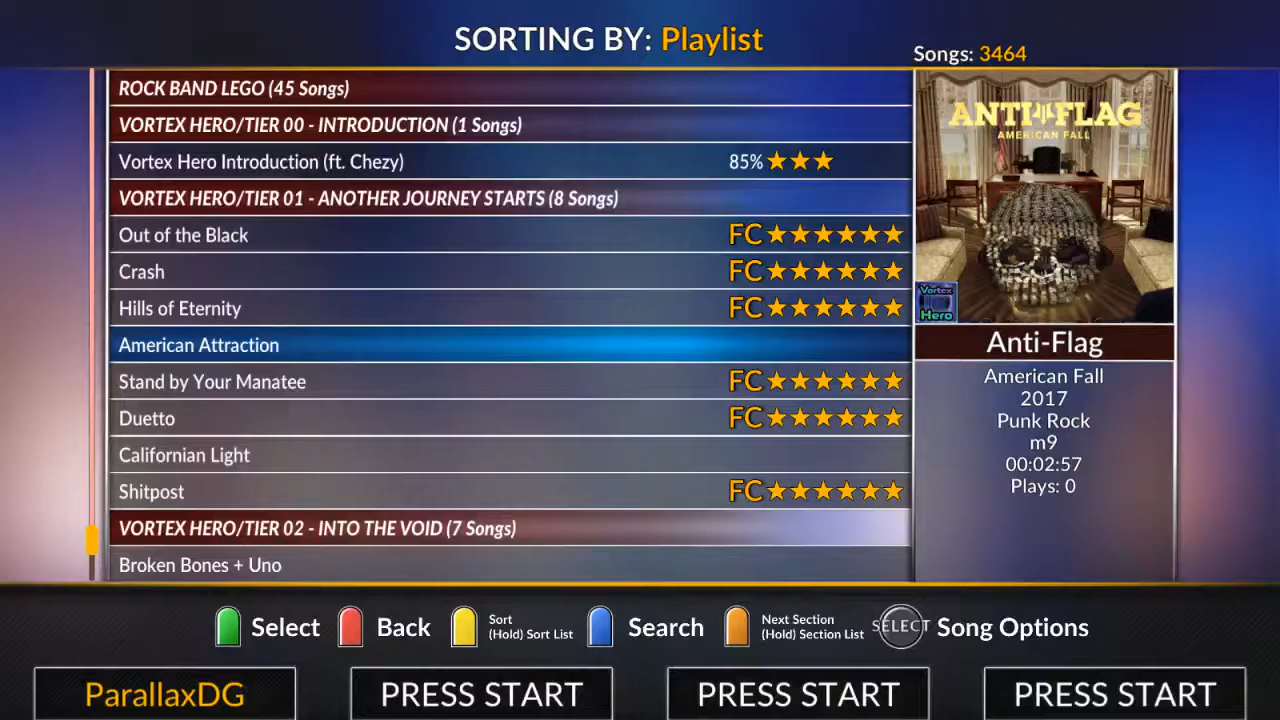 SORTING BY: Playlist
Songs: 3464
ROCK BAND LEGO (45 Songs)
VORTEX HERO/TIER 00 - INTRODUCTION (1 Songs)
Vortex Hero Introduction (ft. Chezy) 85%
VORTEX HERO/TIER 01 - ANOTHER JOURNEY STARTS (8 Songs)
Out of the Black FC
Crash FC
Hills of Eternity FC
American Attraction
Stand by Your Manatee FC
Duetto FC
Californian Light
Shitpost FC
VORTEX HERO/TIER 02 - INTO THE VOID (7 Songs)
Broken Bones + Uno
ANTI-FLAG
AMERICAN FALL
Vortex
Hero
Anti-Flag
American Fall
2017
Punk Rock
m9
00:02:57
Plays: 0
Select
Back
Sort
(Hold) Sort List
Search
Next Section
(Hold) Section List
SELECT
Song Options
ParallaxDG
PRESS START
PRESS START
PRESS START